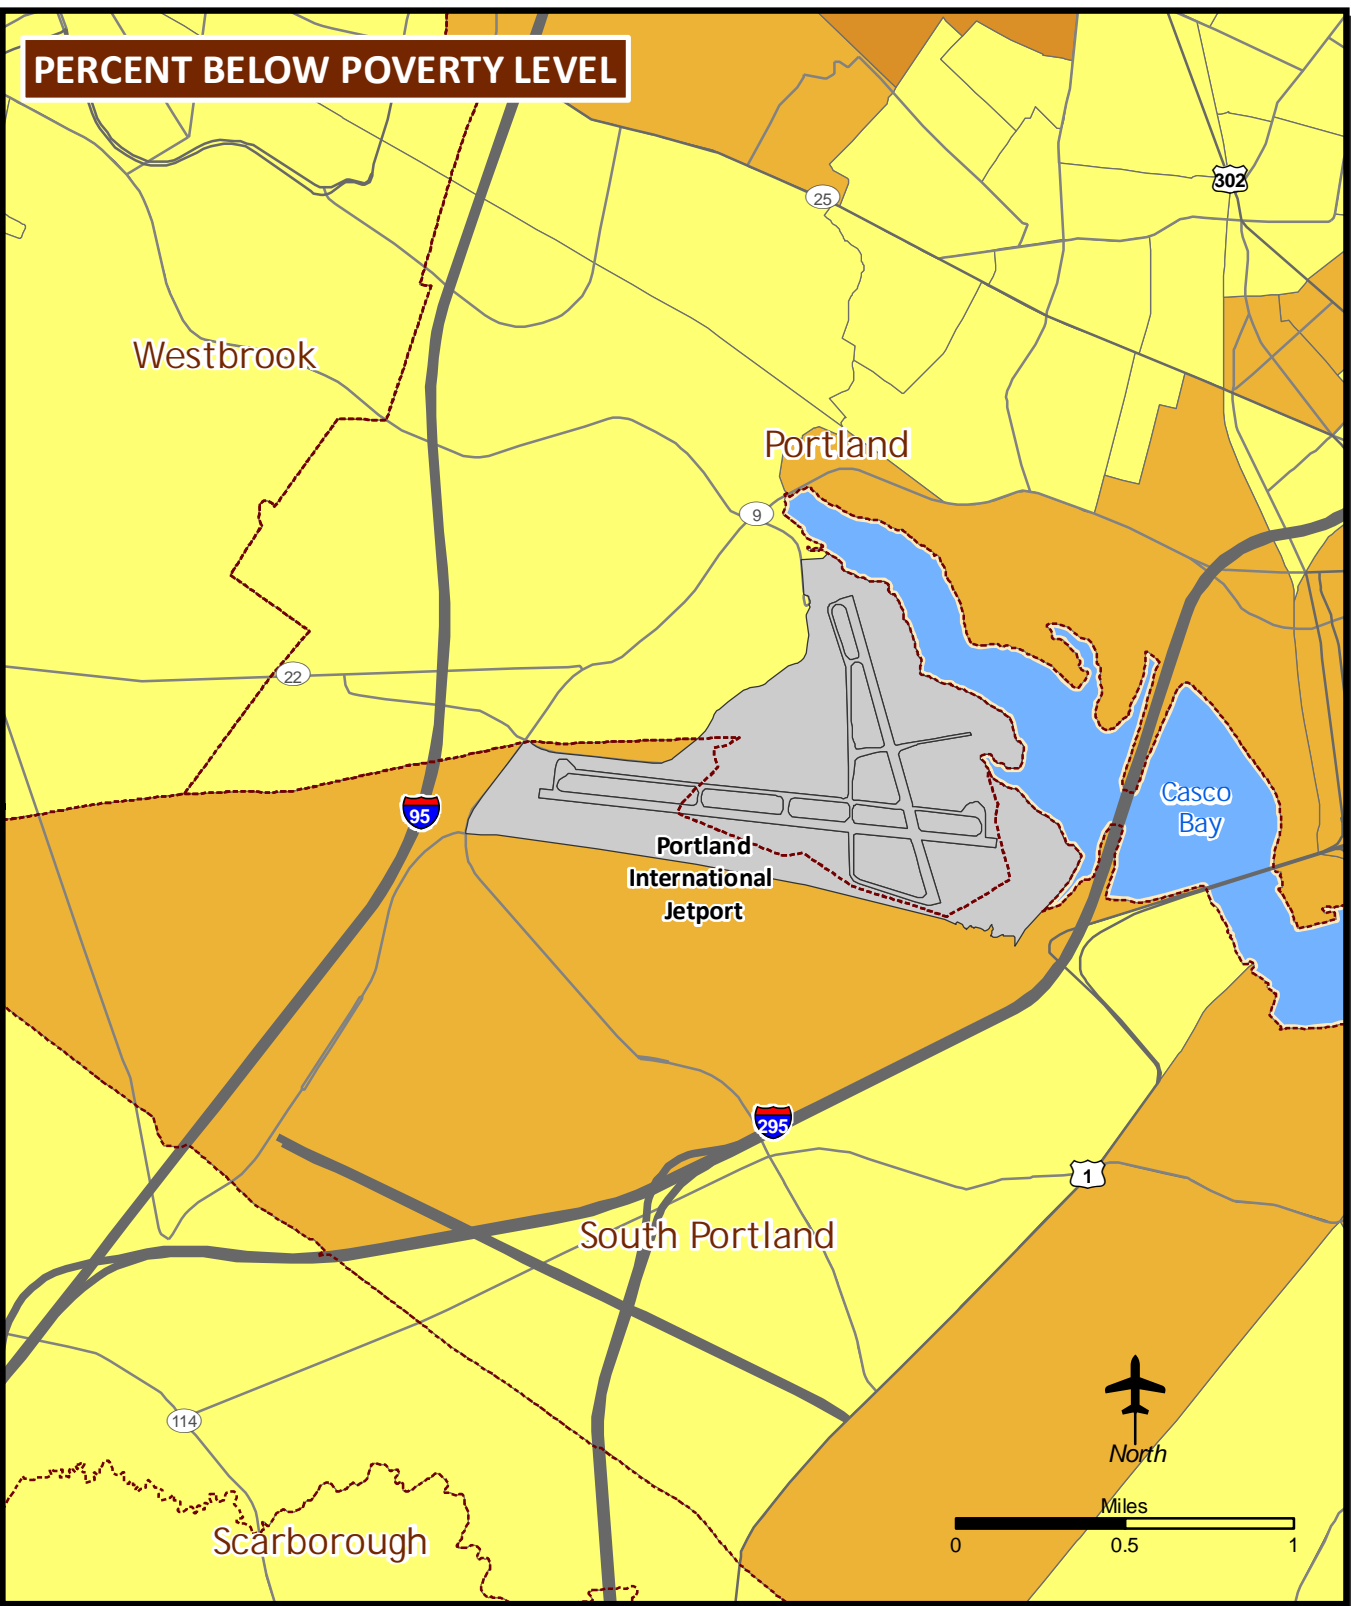 PERCENT BELOW POVERTY LEVEL
302
25
Westbrook
Portland
9
22
Casco
Bay
95
Portland
International
Jetport
295
1
South Portland
114
North
Miles
Scarborough
0 0.5 1